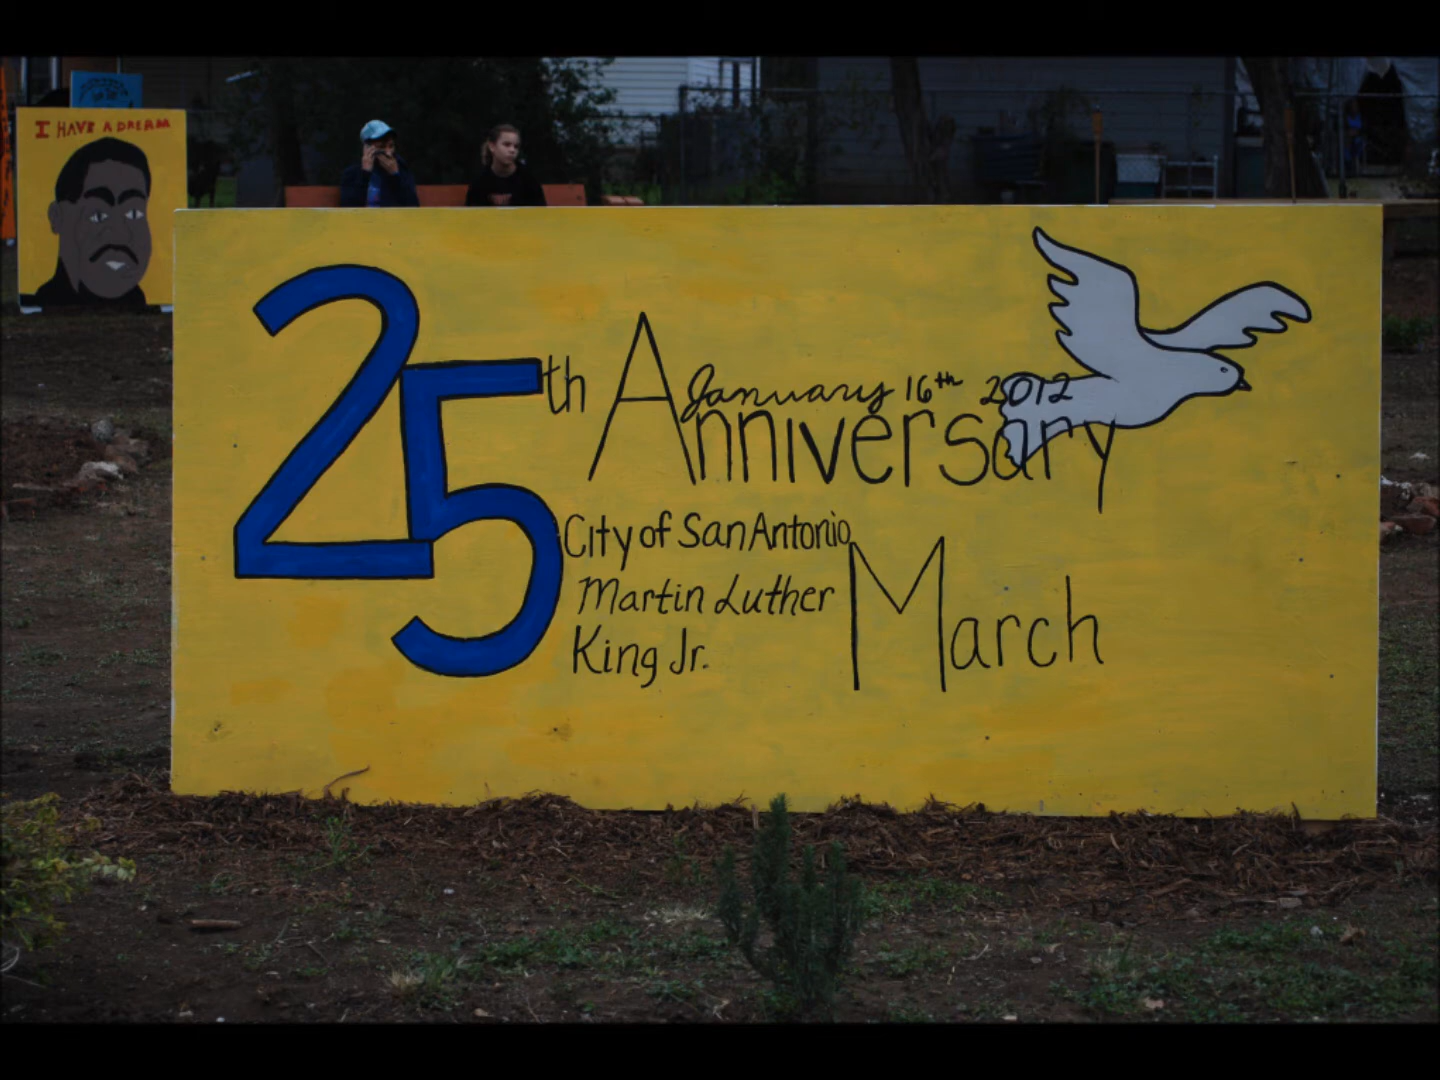 I HAVE A DREAM
January 16th 2012
25th Anniversary
City of San Antonio
Martin Luther
King Jr.
March